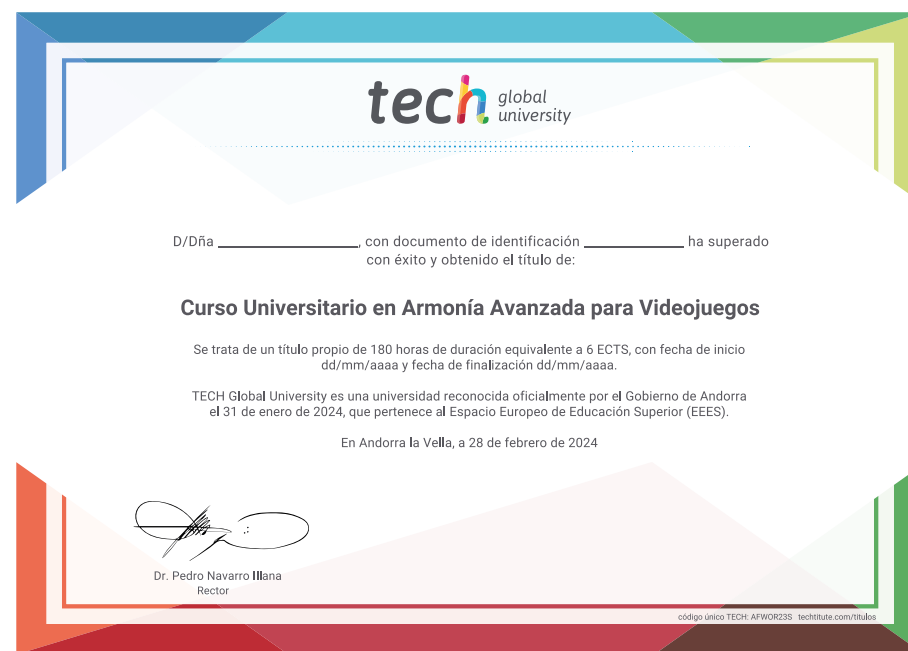 tech global
university
D/Dña ______________, con documento de identificación __________ ha superado
con éxito y obtenido el título de:
Curso Universitario en Armonía Avanzada para Videojuegos
Se trata de un título propio de 180 horas de duración equivalente a 6 ECTS, con fecha de inicio
dd/mm/aaaa y fecha de finalización dd/mm/aaaa.
TECH Global University es una universidad reconocida oficialmente por el Gobierno de Andorra
el 31 de enero de 2024, que pertenece al Espacio Europeo de Educación Superior (EEES).
En Andorra la Vella, a 28 de febrero de 2024
Dr. Pedro Navarro Illana
Rector
código único TECH: AFWOR23S techtitute.com/titulos